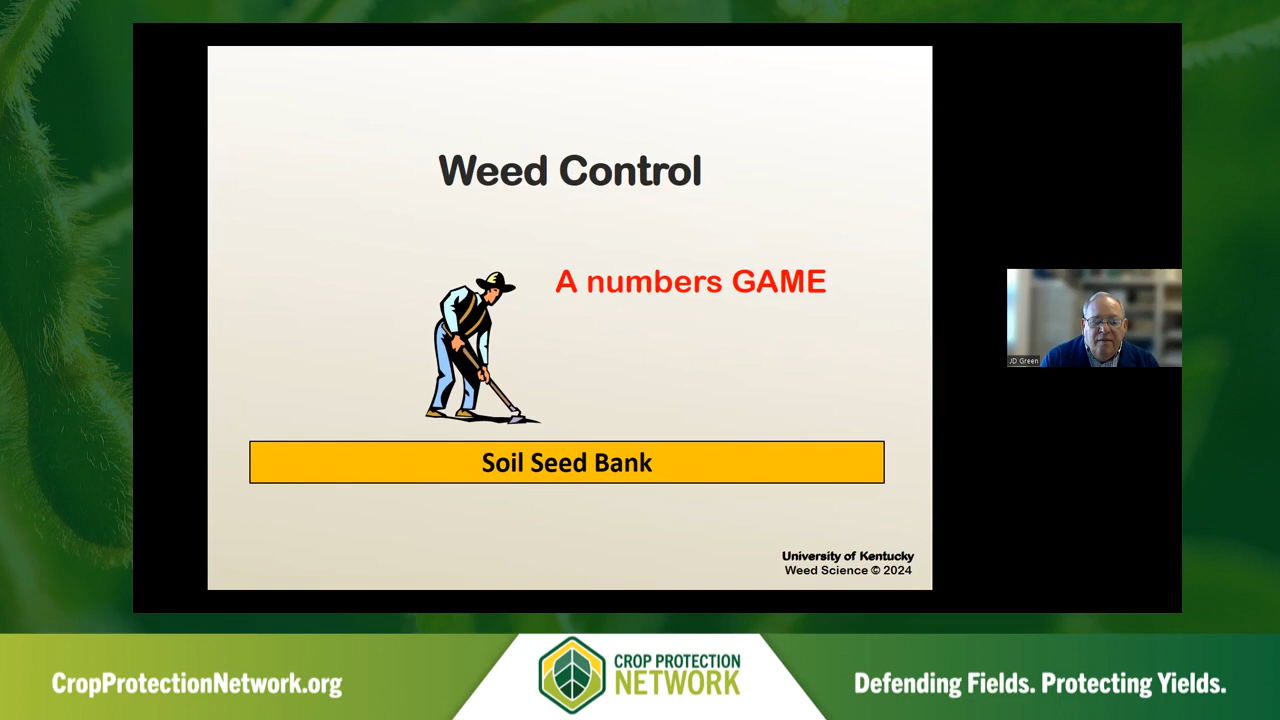 Weed Control
A numbers GAME
Soil Seed Bank
University of Kentucky
Weed Science © 2024
JD Green
CropProtectionNetwork.org
CROP PROTECTION
NETWORK
Defending Fields. Protecting Yields.